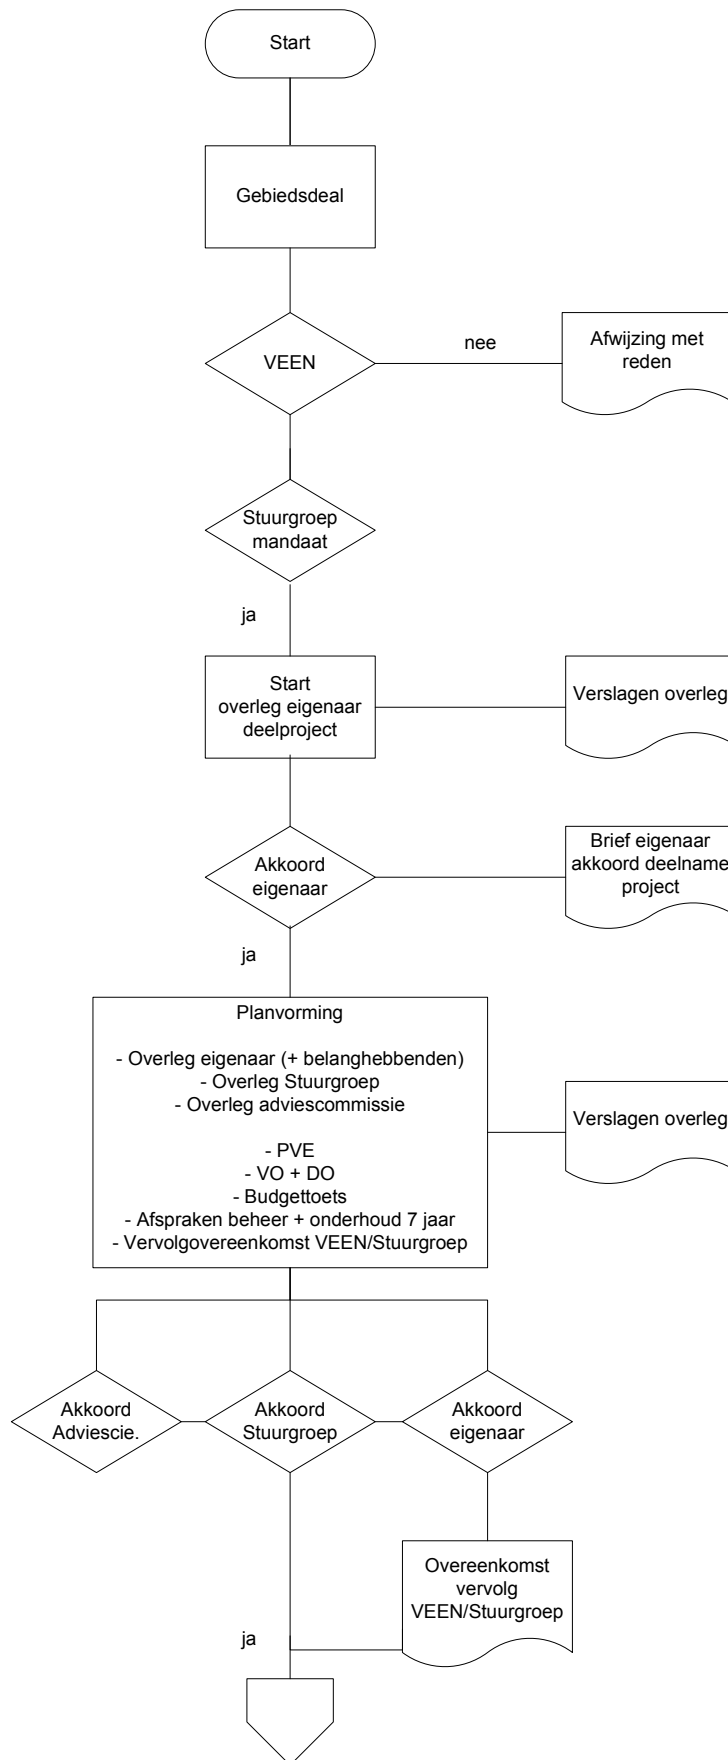 Start
Gebiedsdeal
VEEN
nee
Afwijzing met
reden
Stuurgroep
mandaat
ja
Start
overleg eigenaar
deelproject
Verslagen overleg
Akkoord
eigenaar
Brief eigenaar
akkoord deelname
project
ja
Planvorming
- Overleg eigenaar (+ belanghebbenden)
- Overleg Stuurgroep
- Overleg adviescommissie
- PVE
- VO + DO
- Budgettoets
- Afspraken beheer + onderhoud 7 jaar
- Vervolgovereenkomst VEEN/Stuurgroep
Verslagen overleg
Akkoord
Adviescie.
Akkoord
Stuurgroep
Akkoord
eigenaar
Overeenkomst
vervolg
VEEN/Stuurgroep
ja